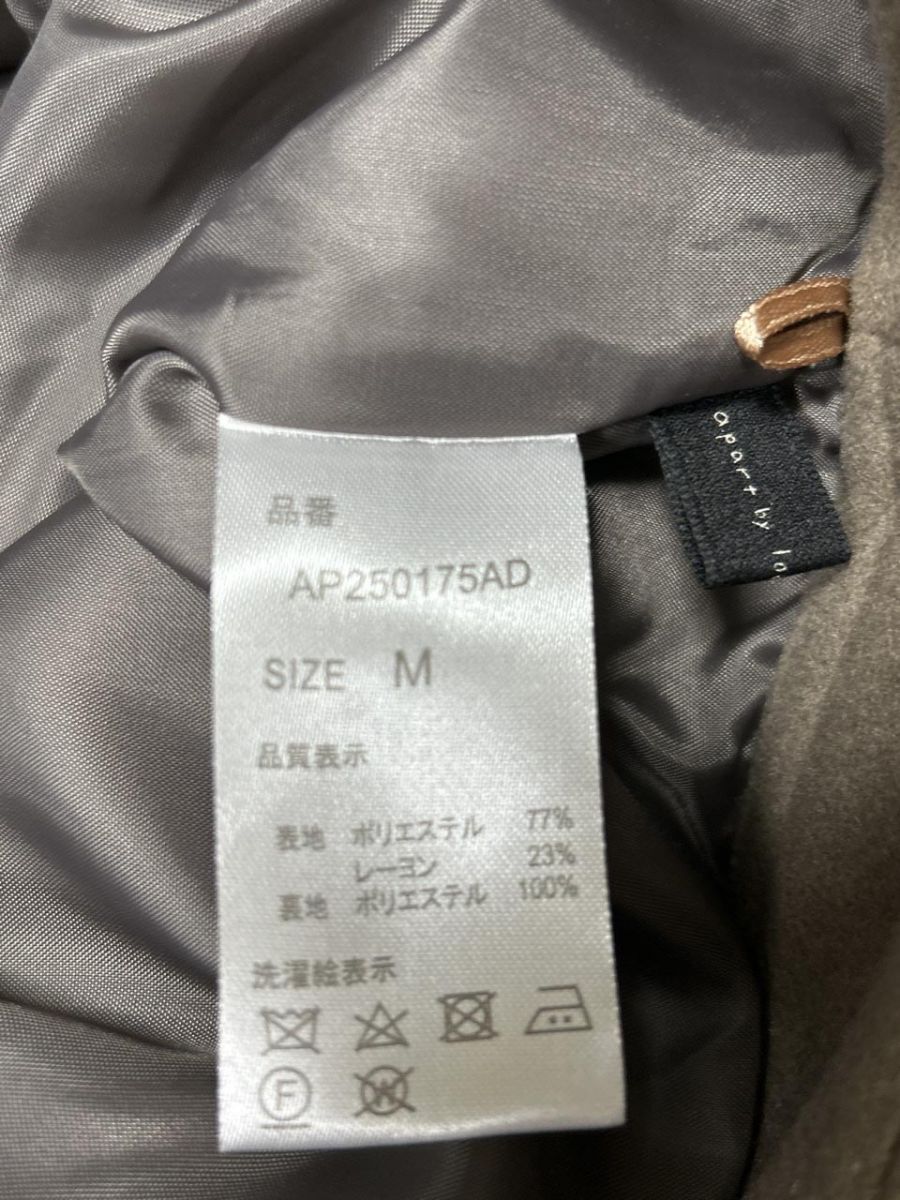 品番
AP250175AD
SIZE M
品質表示
表地 ポリエステル 77%
レーヨン 23%
裏地 ポリエステル 100%
洗濯絵表示
F
W
apart by